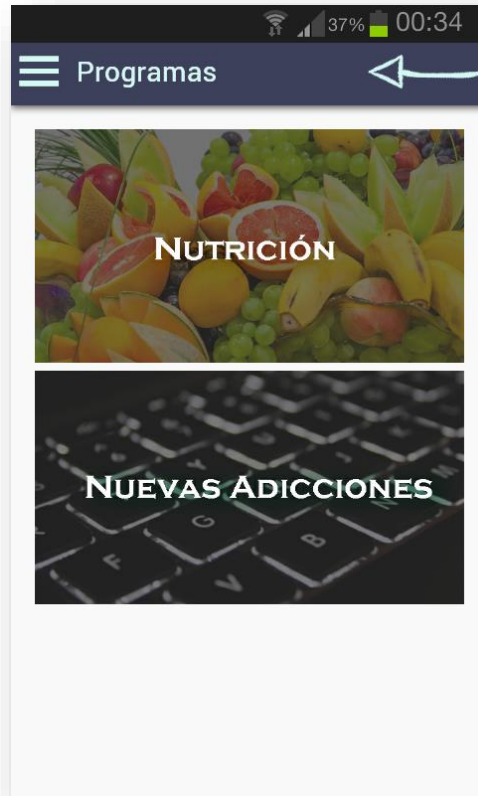 37% 00:34
Programas
NUTRICIÓN
NUEVAS ADICCIONES
F G V B N M